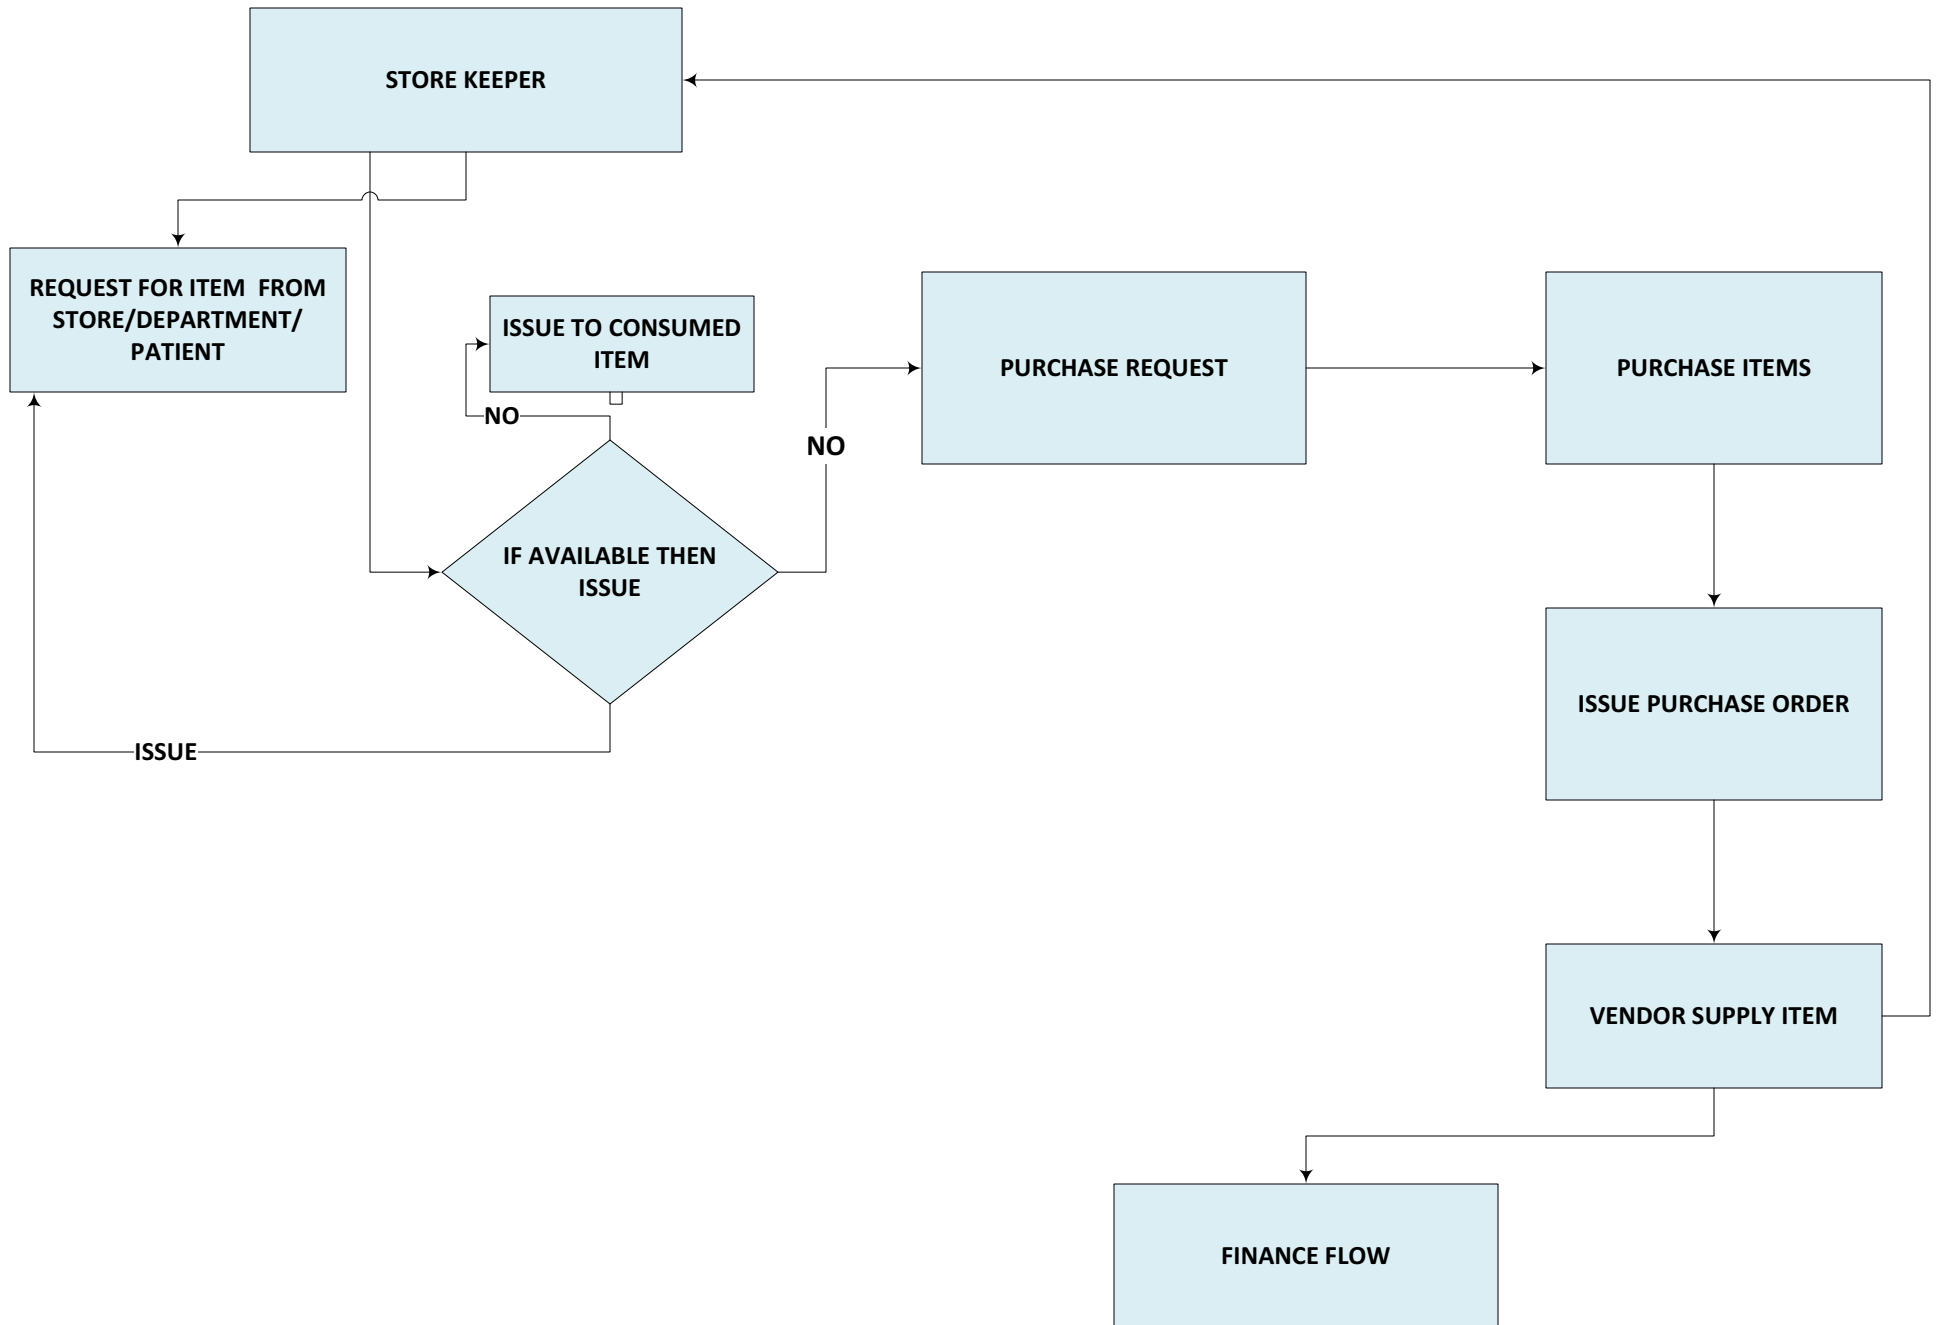 STORE KEEPER
REQUEST FOR ITEM  FROM
STORE/DEPARTMENT/
PATIENT
ISSUE TO CONSUMED
ITEM
NO
NO
PURCHASE REQUEST
PURCHASE ITEMS
IF AVAILABLE THEN
ISSUE
ISSUE
ISSUE PURCHASE ORDER
VENDOR SUPPLY ITEM
FINANCE FLOW